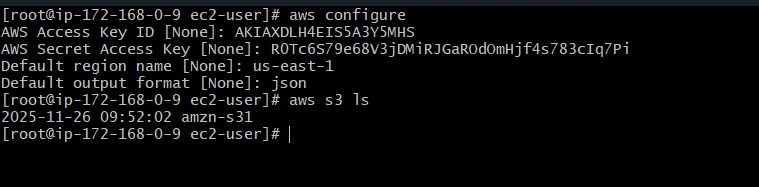 [root@ip-172-168-0-9 ec2-user]# aws configure
AWS Access Key ID [None]: AKIAXDLH4EIS5A3Y5MHS
AWS Secret Access Key [None]: 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
Default region name [None]: us-east-1
Default output format [None]: json
[root@ip-172-168-0-9 ec2-user]# aws s3 ls
2025-11-26 09:52:02 amzn-s31
[root@ip-172-168-0-9 ec2-user]#